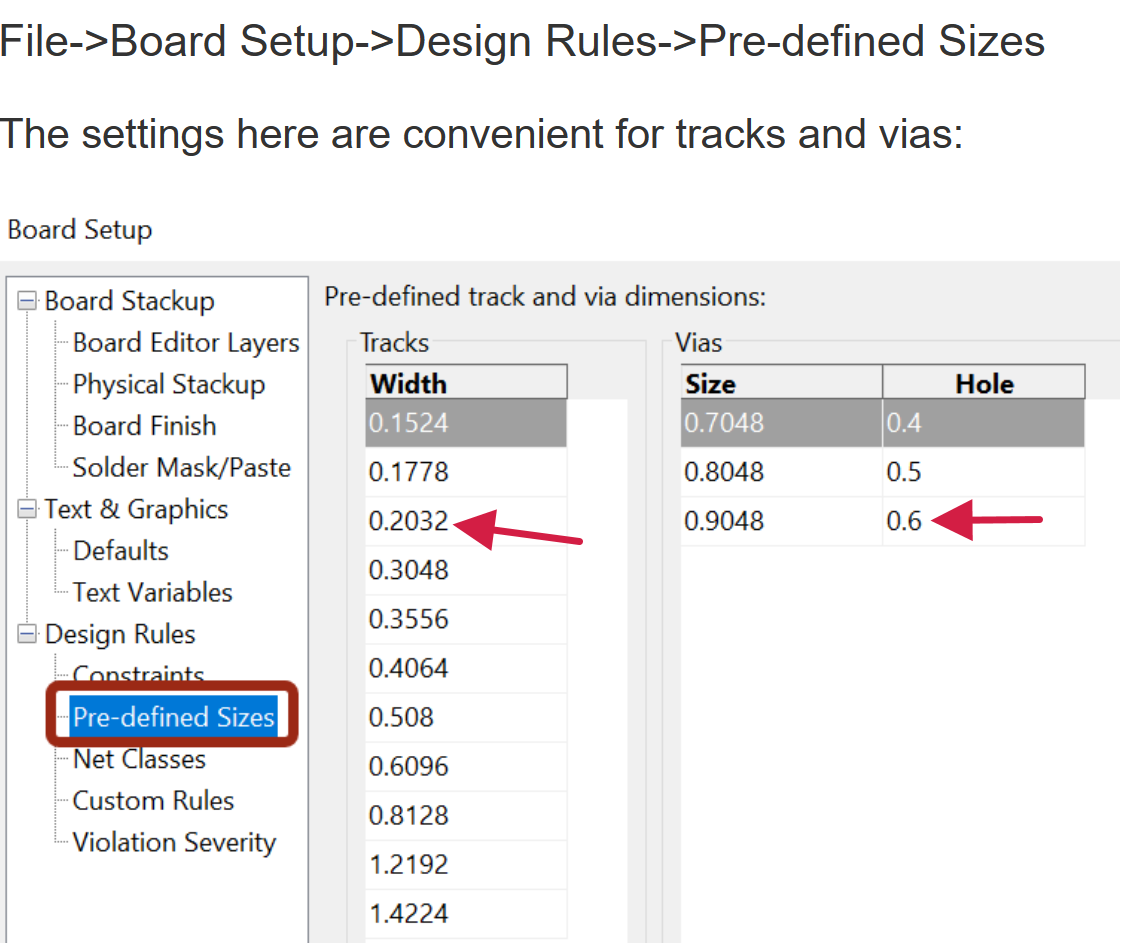 File->Board Setup->Design Rules->Pre-defined Sizes
The settings here are convenient for tracks and vias:
Board Setup
Board Stackup
Board Editor Layers
Physical Stackup
Board Finish
Solder Mask/Paste
Text & Graphics
Defaults
Text Variables
Design Rules
Constraints
Pre-defined Sizes
Net Classes
Custom Rules
Violation Severity
Pre-defined track and via dimensions:
Tracks
Width
0.1524
0.1778
0.2032
0.3048
0.3556
0.4064
0.508
0.6096
0.8128
1.2192
1.4224
Vias
Size Hole
0.7048 0.4
0.8048 0.5
0.9048 0.6